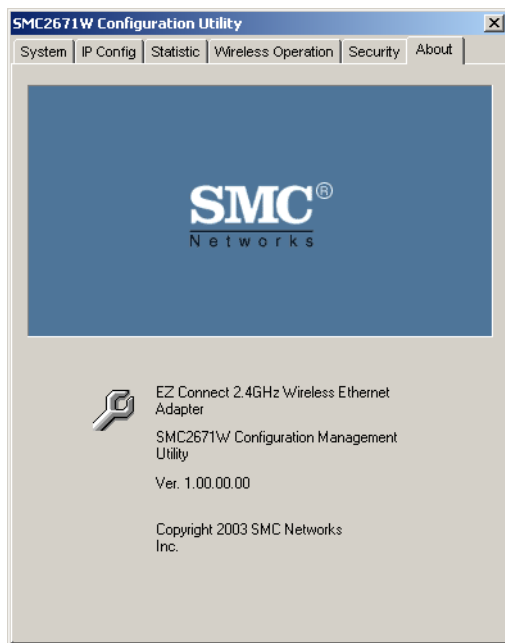 SMC2671W Configuration Utility
System
IP Config
Statistic
Wireless Operation
Security
About
SMC®
Networks
EZ Connect 2.4GHz Wireless Ethernet
Adapter
SMC2671W Configuration Management
Utility
Ver. 1.00.00.00
Copyright 2003 SMC Networks
Inc.